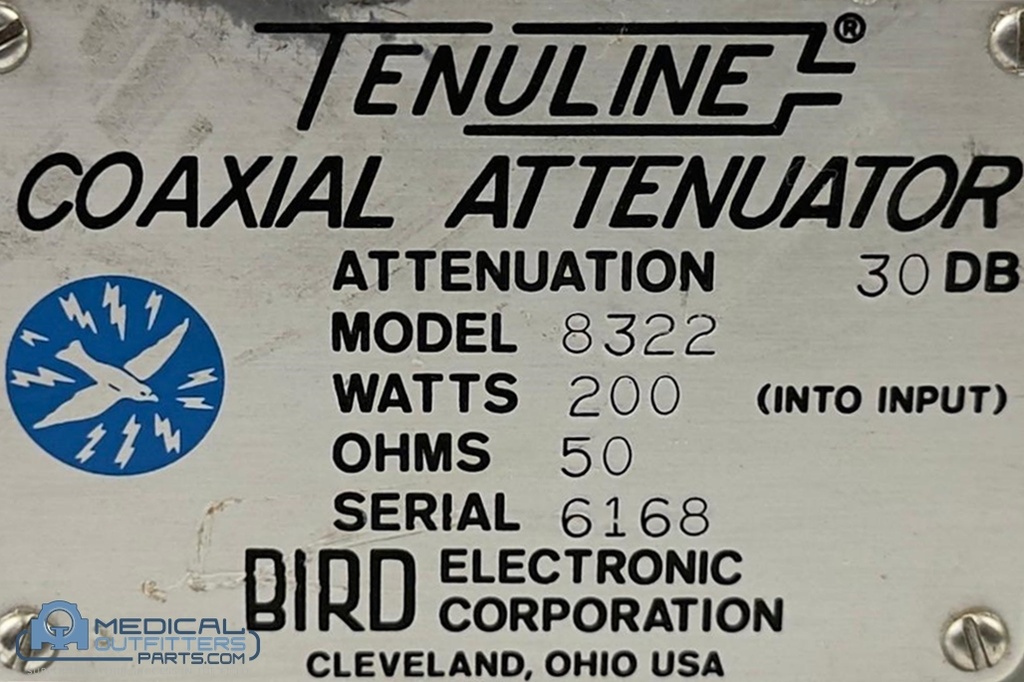 TENULINE®
COAXIAL ATTENUATOR
ATTENUATION 30 DB
MODEL 8322
WATTS 200 (INTO INPUT)
OHMS 50
SERIAL 6168
BIRD ELECTRONIC
CORPORATION
CLEVELAND, OHIO USA
MEDICAL
OUTFITTERS
PARTS.COM